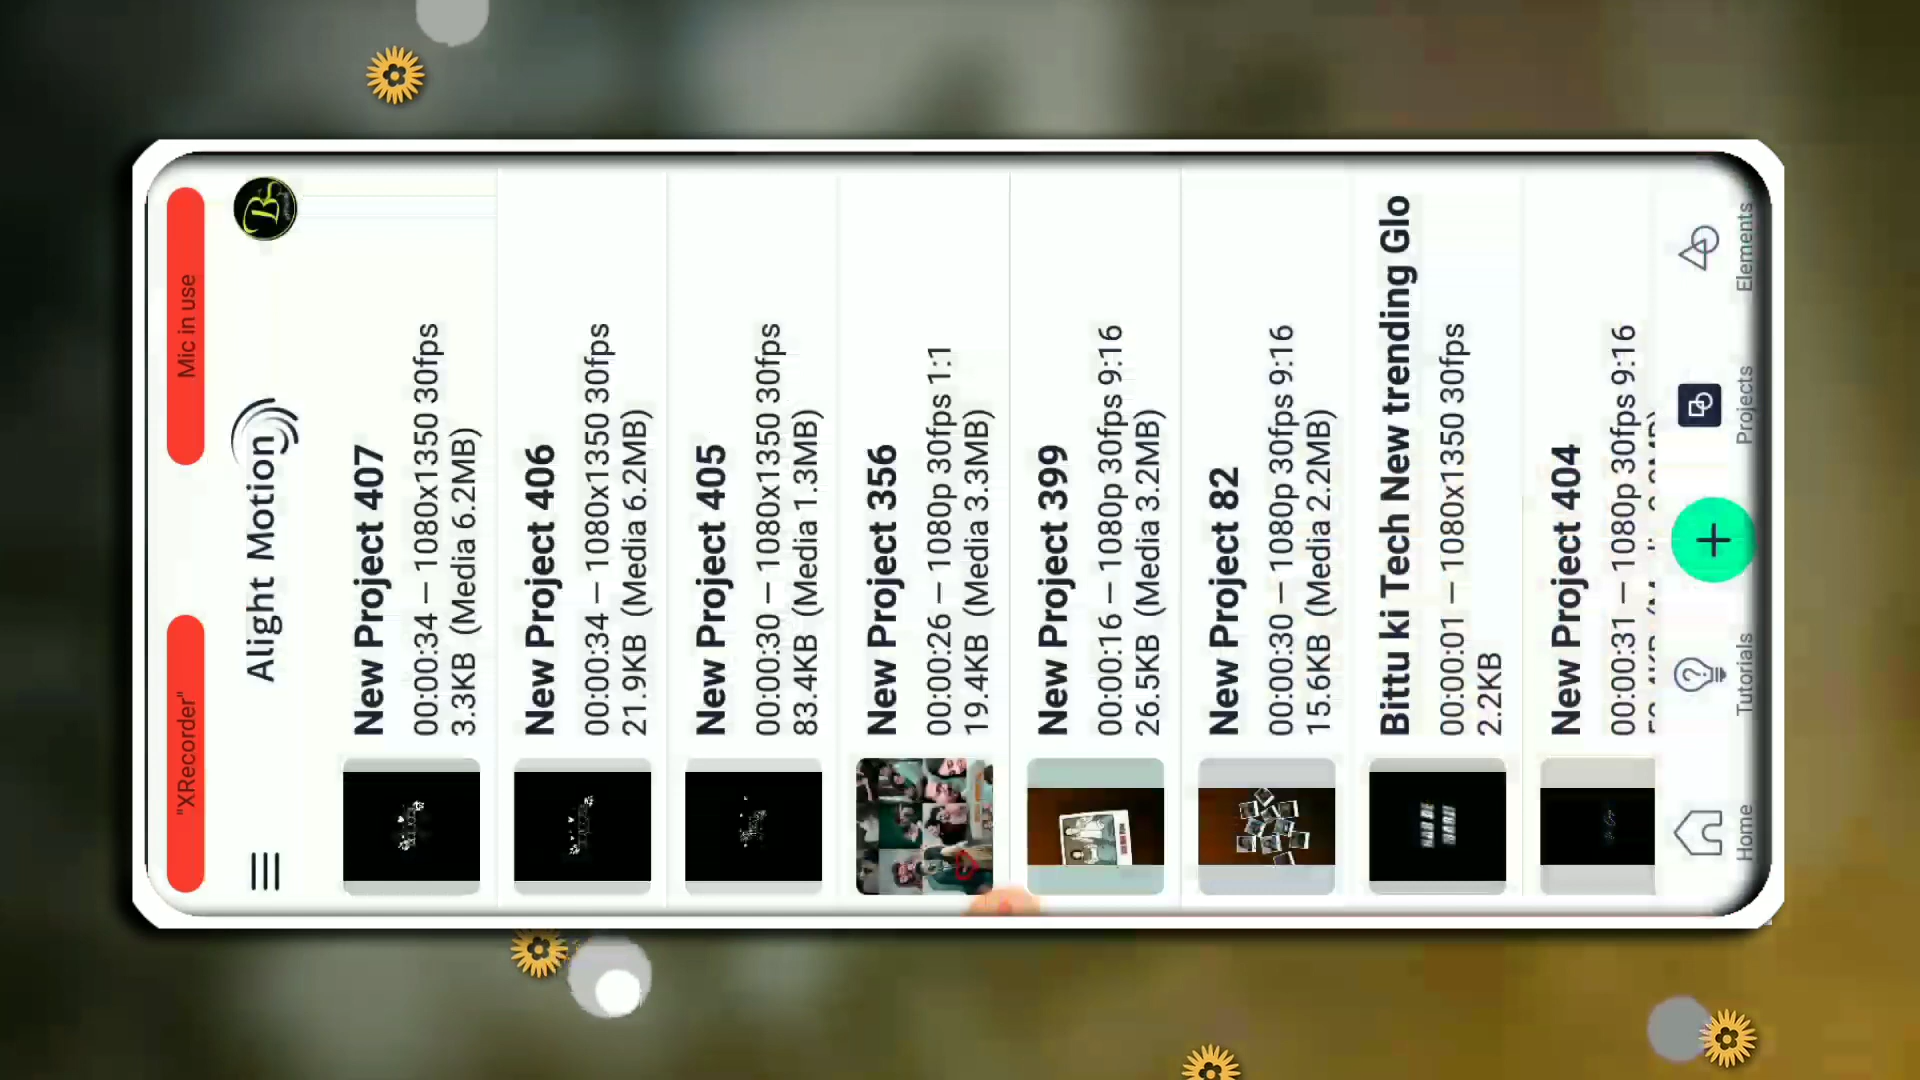 "XRecorder"
Mic in use
Alight Motion
New Project 407
00:00:34 — 1080x1350 30fps
3.3KB (Media 6.2MB)
New Project 406
00:00:34 — 1080x1350 30fps
21.9KB (Media 6.2MB)
New Project 405
00:00:30 — 1080x1350 30fps
83.4KB (Media 1.3MB)
New Project 356
00:00:26 — 1080p 30fps 1:1
19.4KB (Media 3.3MB)
New Project 399
00:00:16 — 1080p 30fps 9:16
26.5KB (Media 3.2MB)
New Project 82
00:00:30 — 1080p 30fps 9:16
15.6KB (Media 2.2MB)
Bittu ki Tech New trending Glo
00:00:01 — 1080x1350 30fps
2.2KB
New Project 404
00:00:31 — 1080p 30fps 9:16
Home
Tutorials
Projects
Elements